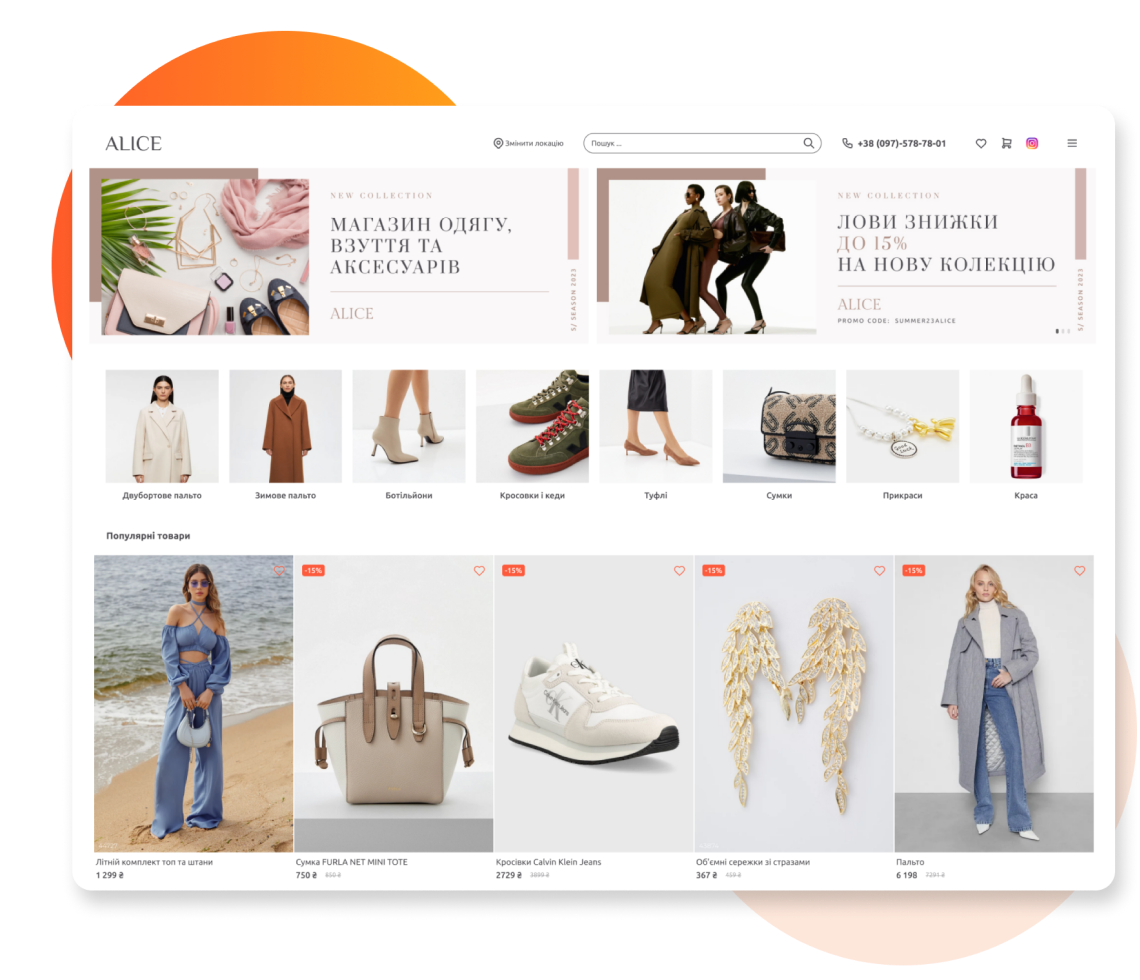 ALICE
Змінити локацію
Пошук ...
+38 (097)-578-78-01
NEW COLLECTION
МАГАЗИН ОДЯГУ,
ВЗУТТЯ ТА
АКСЕСУАРІВ
ALICE
S/ SEASON 2023
NEW COLLECTION
ЛОВИ ЗНИЖКИ
ДО 15%
НА НОВУ КОЛЕКЦІЮ
ALICE
PROMO CODE: SUMMER23ALICE
S/ SEASON 2023
Двубортове пальто
Зимове пальто
Ботільйони
Кросовки і кеди
Туфлі
Сумки
Прикраси
Краса
Популярні товари
-15%
-15%
-15%
-15%
Літній комплект топ та штани
1 299 ₴
Сумка FURLA NET MINI TOTE
750 ₴ 850 ₴
Кросівки Calvin Klein Jeans
2729 ₴ 3899 ₴
Об'ємні сережки зі стразами
367 ₴ 459 ₴
Пальто
6 198 7291 ₴